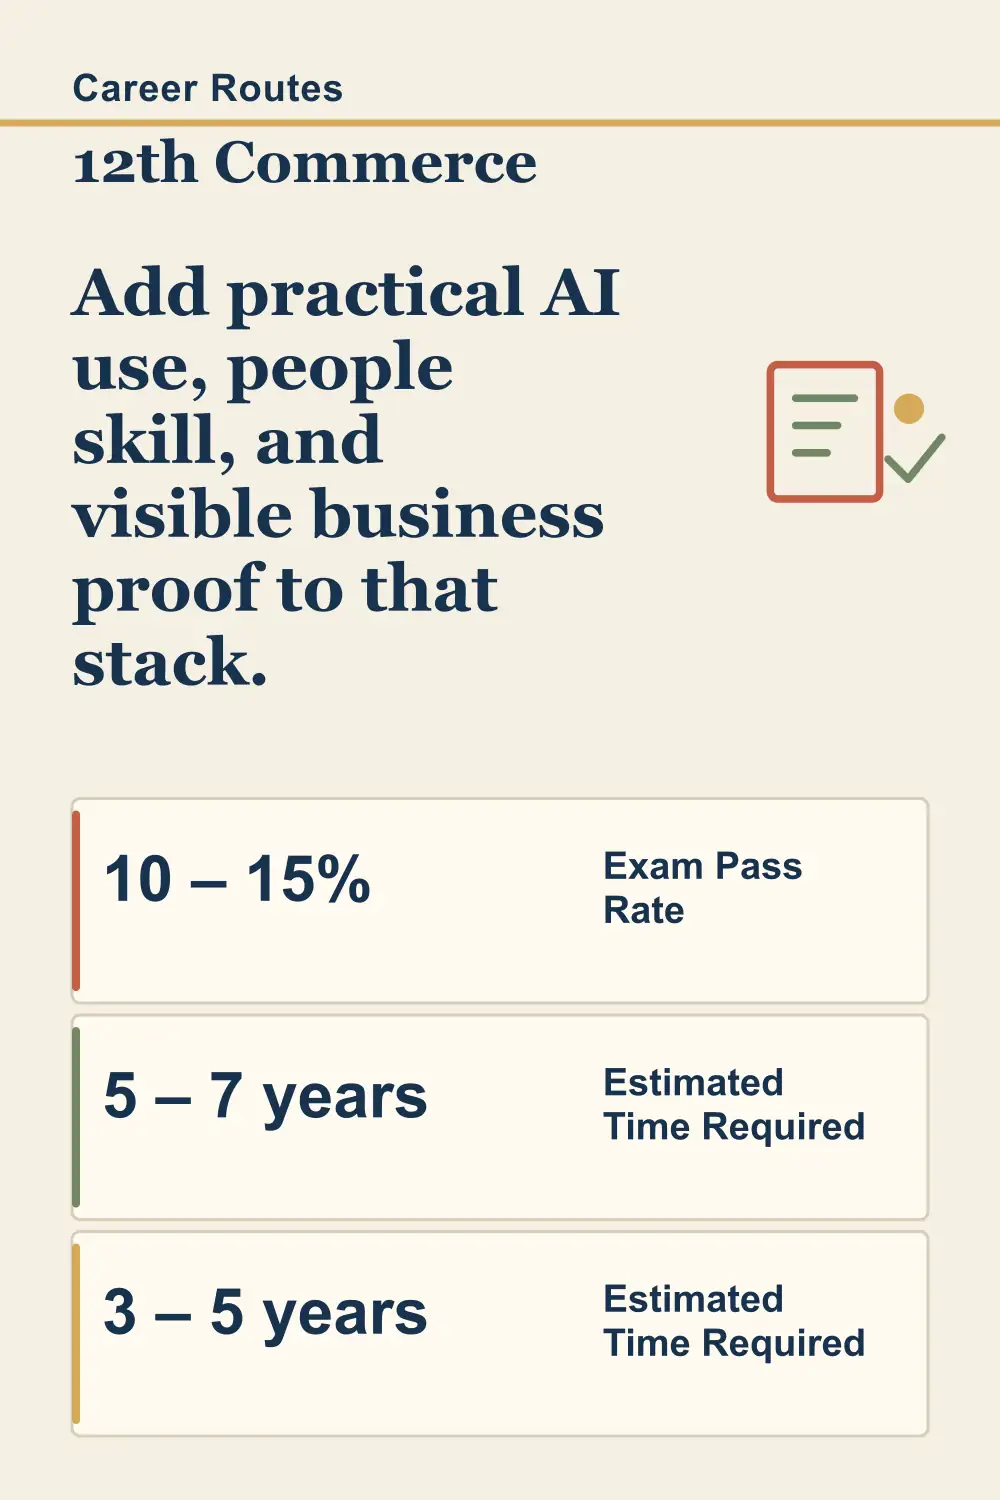 Career Routes
12th Commerce
Add practical AI
use, people
skill, and
visible business
proof to that
stack.
10 – 15%
Exam Pass
Rate
5 – 7 years
Estimated
Time Required
3 – 5 years
Estimated
Time Required